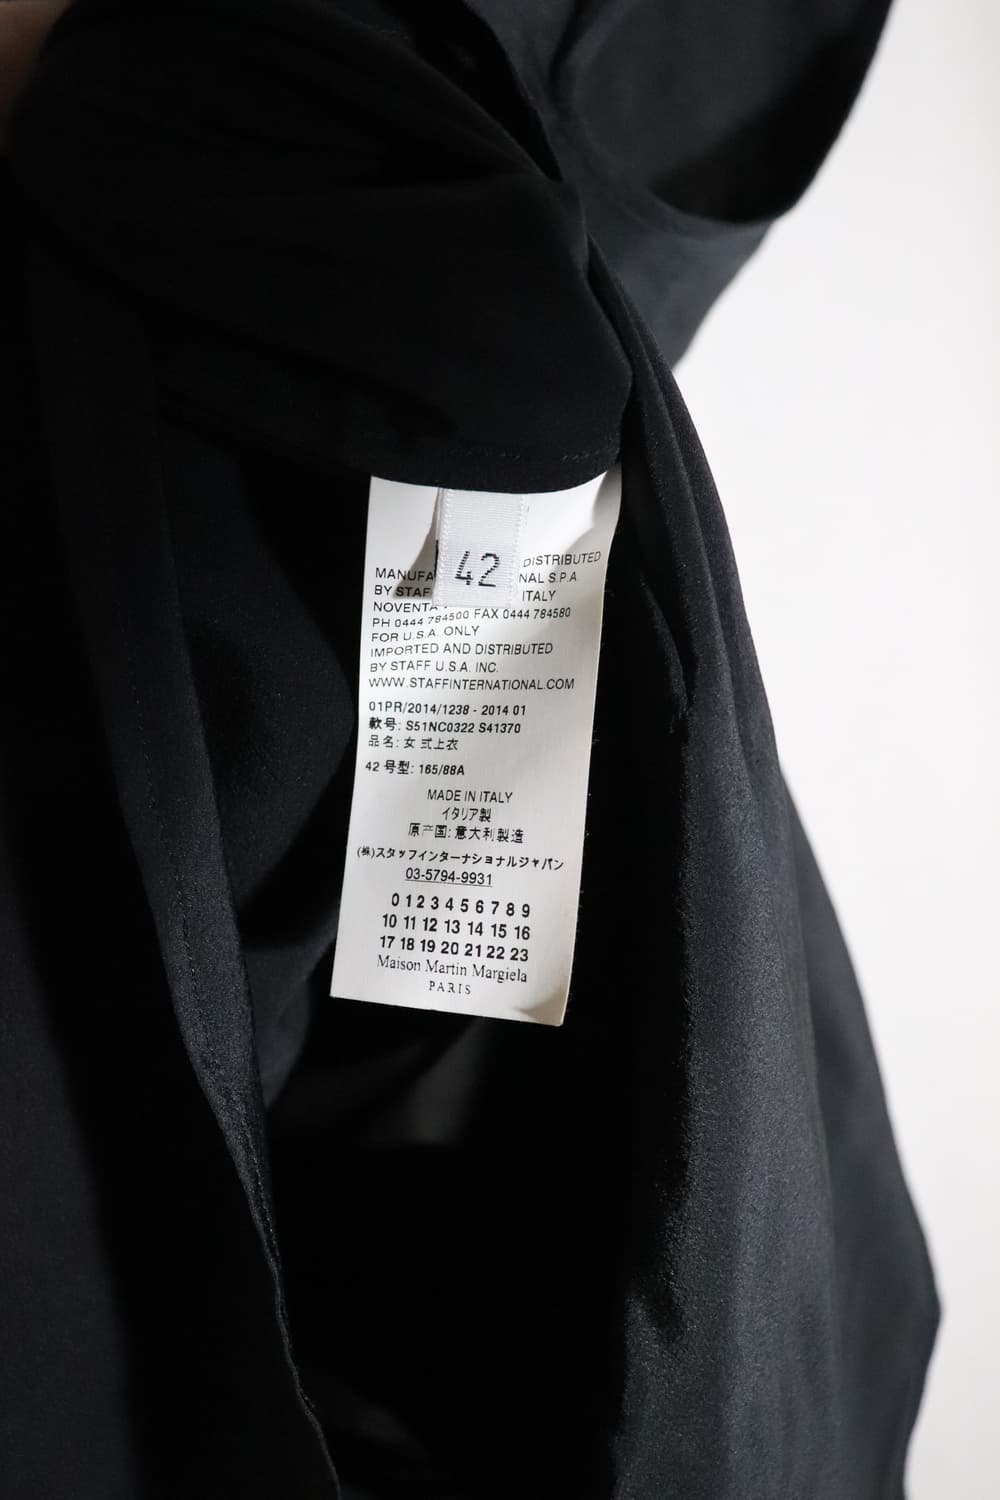 42
DISTRIBUTED
MANUFA NAL S.P.A
BY STAF ITALY
NOVENTA
PH 0444 784500 FAX 0444 784580
FOR U.S.A. ONLY
IMPORTED AND DISTRIBUTED
BY STAFF U.S.A. INC.
WWW.STAFFINTERNATIONAL.COM
01PR/2014/1238 - 2014 01
款号: S51NC0322 S41370
品名: 女式上衣
42 号型: 165/88A
MADE IN ITALY
イタリア製
原产国: 意大利製造
(株)スタッフインターナショナルジャパン
03-5794-9931
0 1 2 3 4 5 6 7 8 9
10 11 12 13 14 15 16
17 18 19 20 21 22 23
Maison Martin Margiela
PARIS